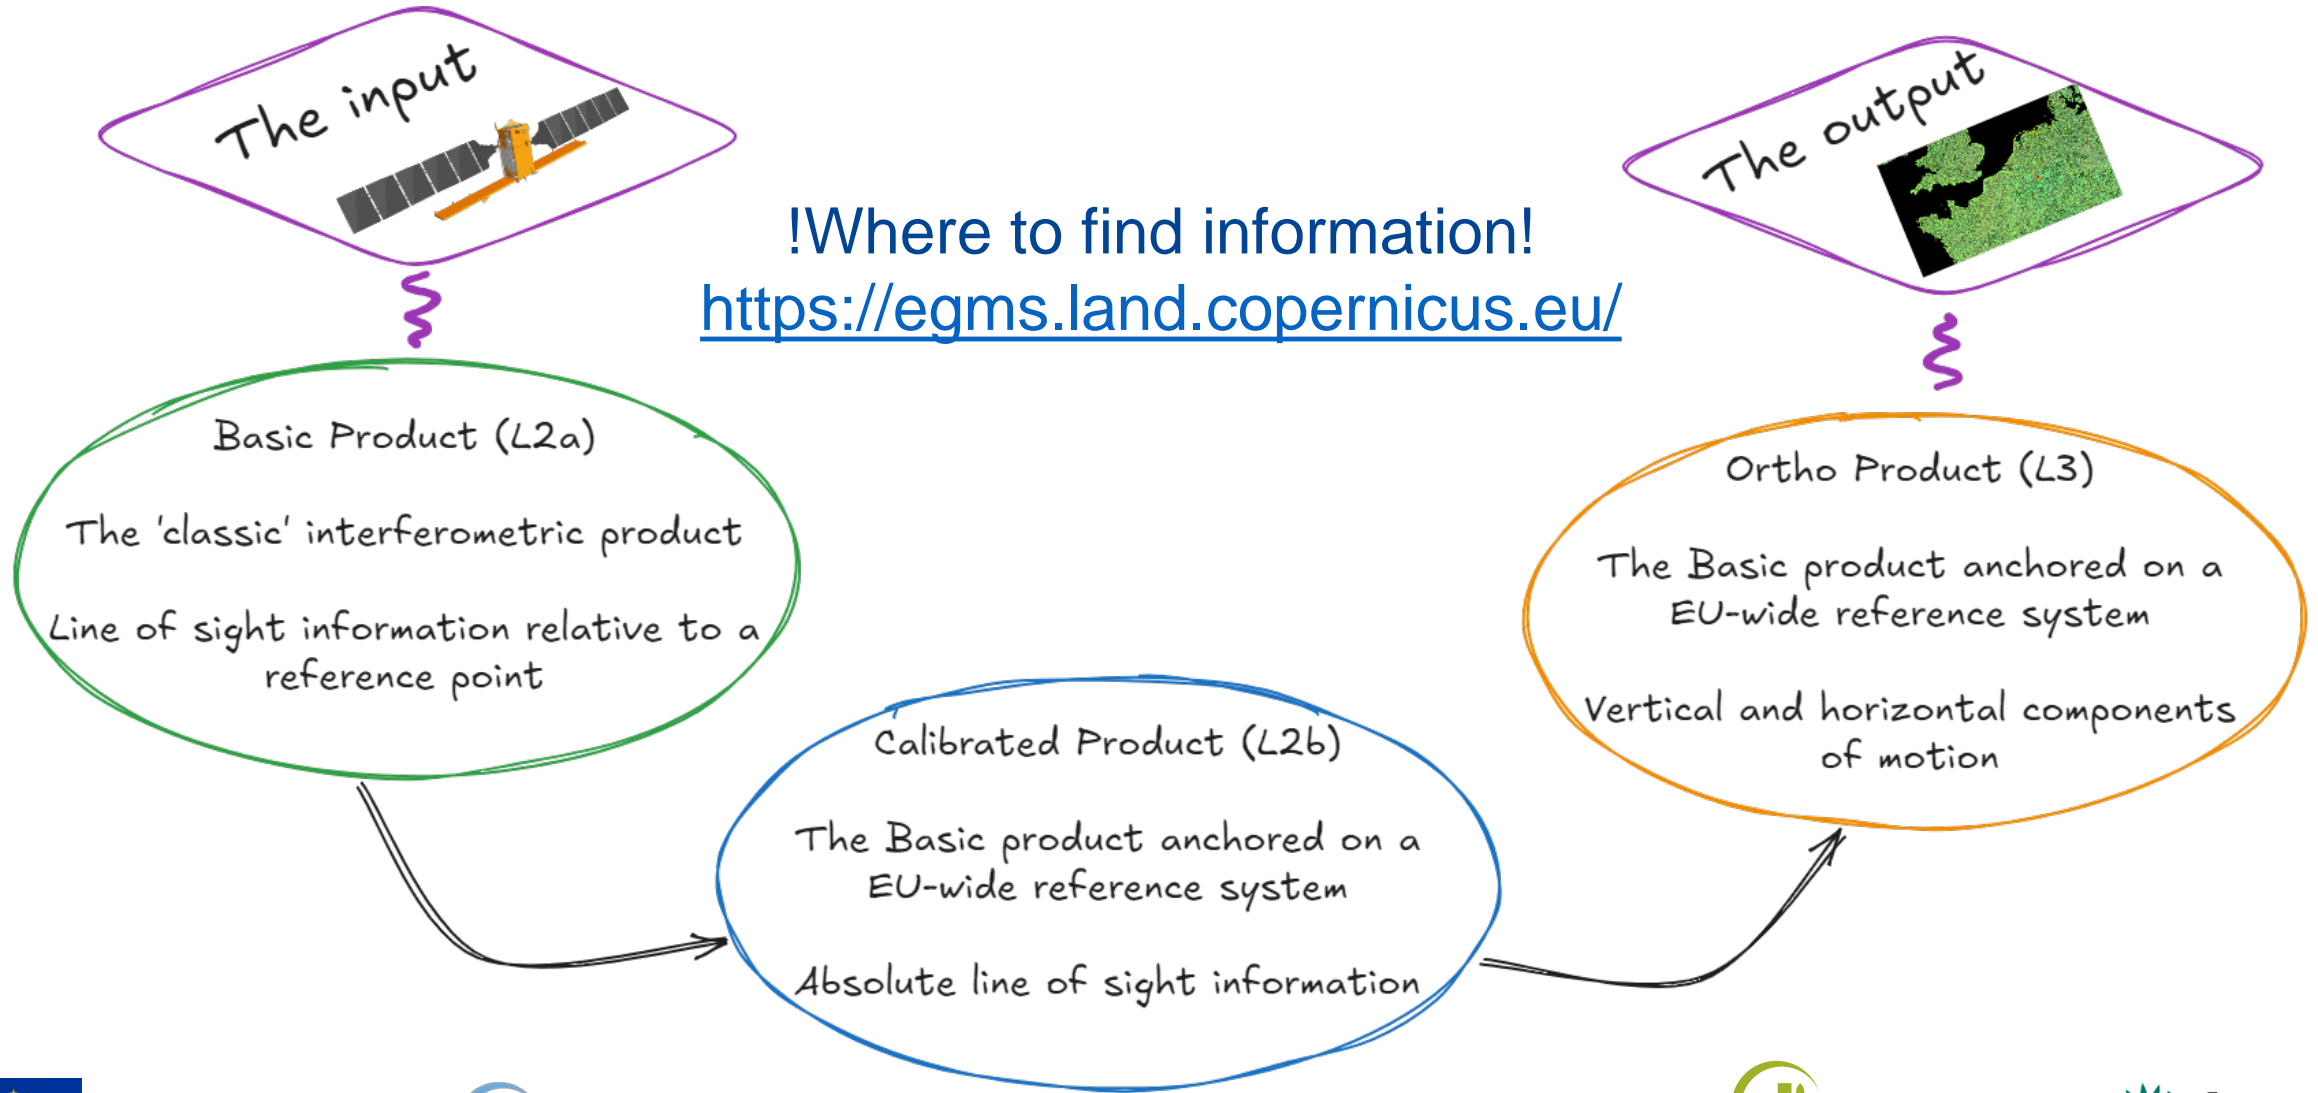 The input
The output
!Where to find information!
https://egms.land.copernicus.eu/
Basic Product (L2a)
The 'classic' interferometric product
Line of sight information relative to a
reference point
Calibrated Product (L2b)
The Basic product anchored on a
EU-wide reference system
Absolute line of sight information
Ortho Product (L3)
The Basic product anchored on a
EU-wide reference system
Vertical and horizontal components
of motion